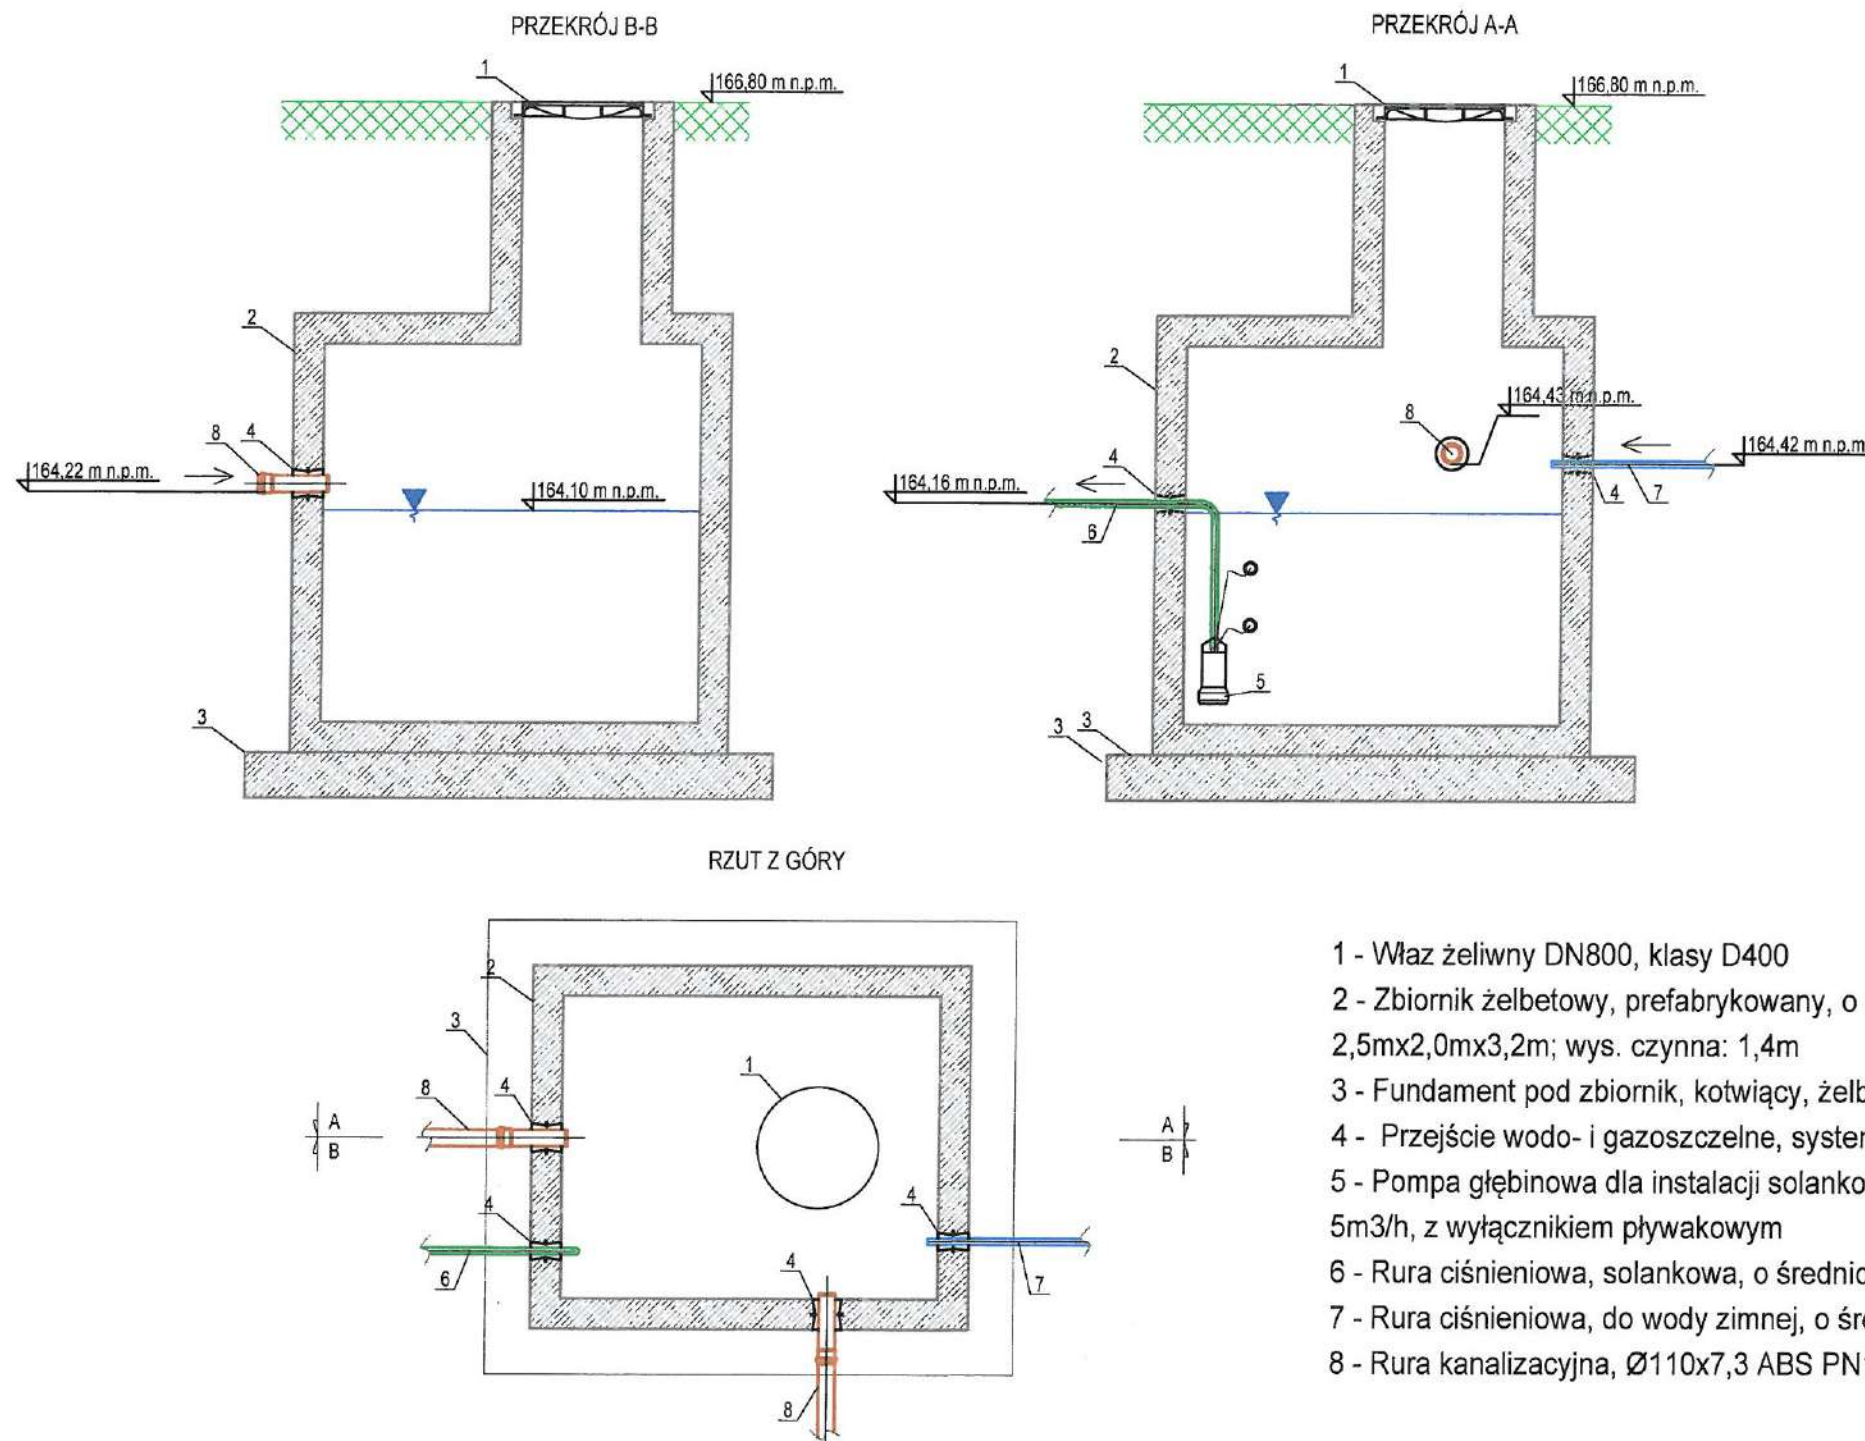 PRZEKRÓJ B-B
1
166,80 m n.p.m.
2
8
4
164,22 m n.p.m.
164,10 m n.p.m.
3
PRZEKRÓJ A-A
1
166,80 m n.p.m.
2
164,43 m n.p.m.
8
164,42 m n.p.m
4
164,16 m n.p.m.
4
7
6
5
3
3
RZUT Z GÓRY
2
3
1
8
4
A
B
A
B
4
4
6
4
7
8
1 - Właz żeliwny DN800, klasy D400
2 - Zbiornik żelbetowy, prefabrykowany, o
2,5mx2,0mx3,2m; wys. czynna: 1,4m
3 - Fundament pod zbiornik, kotwiący, żelb
4 - Przejście wodo- i gazoszczelne, syster
5 - Pompa głębinowa dla instalacji solanko
5m3/h, z wyłącznikiem pływakowym
6 - Rura ciśnieniowa, solankowa, o średnic
7 - Rura ciśnieniowa, do wody zimnej, o śre
8 - Rura kanalizacyjna, Ø110x7,3 ABS PN